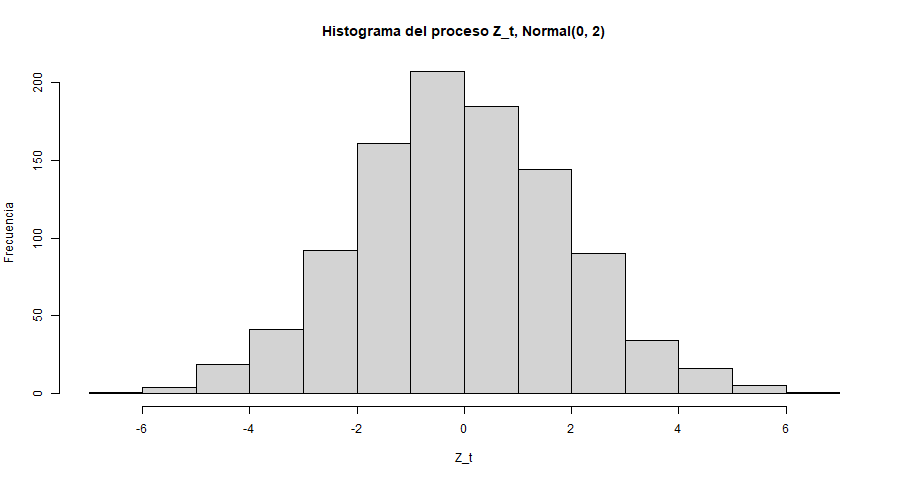 Histograma del proceso Z_t, Normal(0, 2)
Frecuencia
200
150
100
50
0
-6 -4 -2 0 2 4 6
Z_t